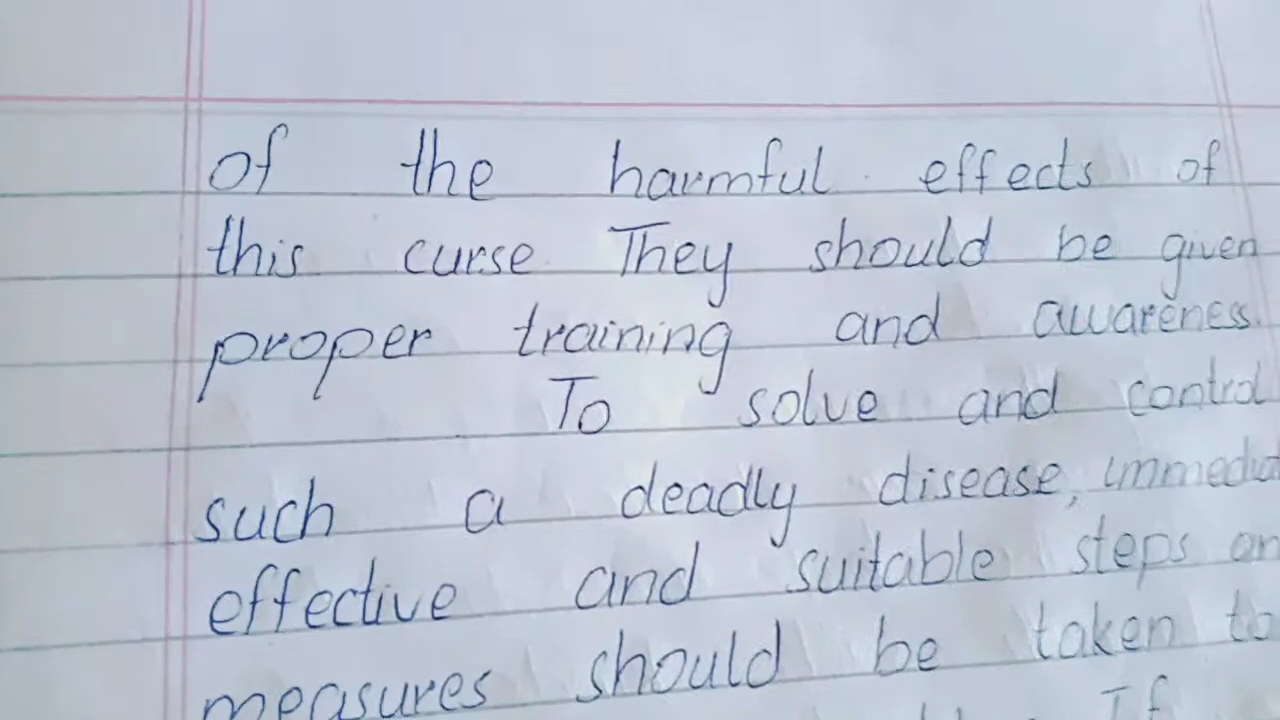 of the harmful effects of
this curse. They should be given
proper training and awareness.
To solve and control
such a deadly disease,
effective and suitable steps
measures should be taken to
If